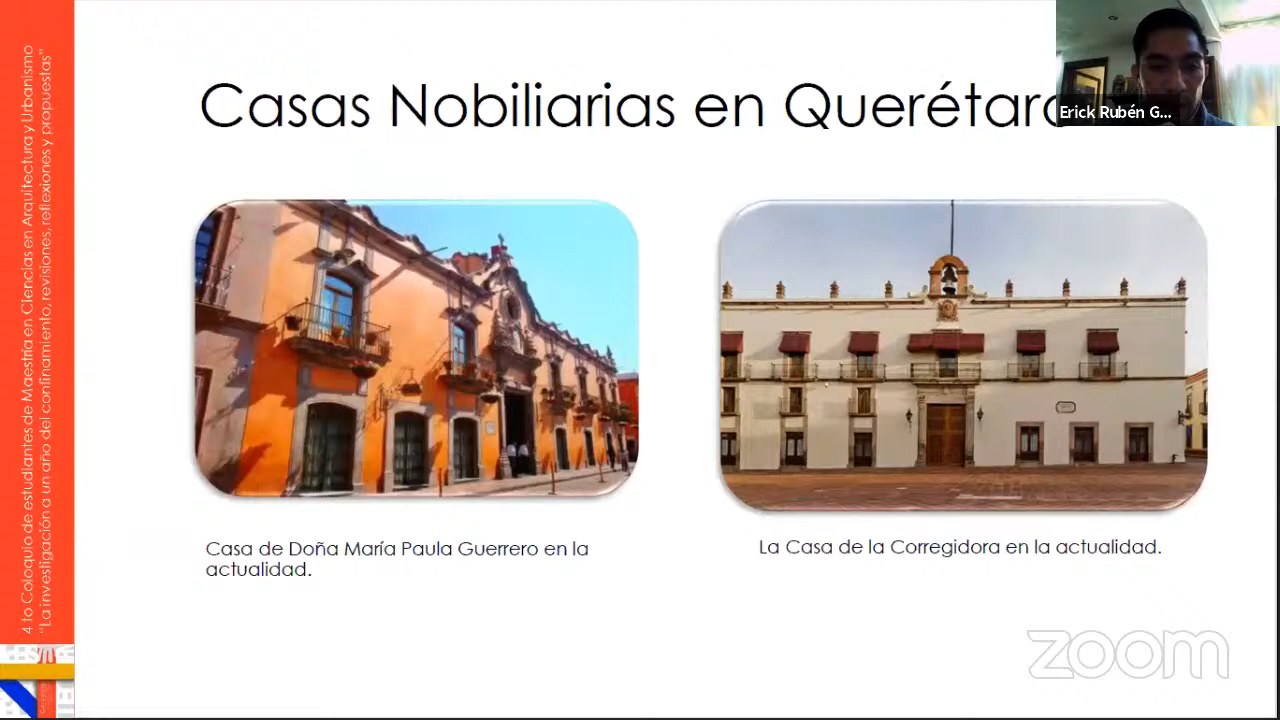 4 to Coloquio de estudiantes de Maestría en Ciencias en Arquitectura y Urbanismo
"La investigación a un año del confinamiento, revisiones, reflexiones y propuestas"
Casas Nobiliarias en Querétaro
Erick Rubén G...
Casa de Doña María Paula Guerrero en la
actualidad.
La Casa de la Corregidora en la actualidad.
zoom